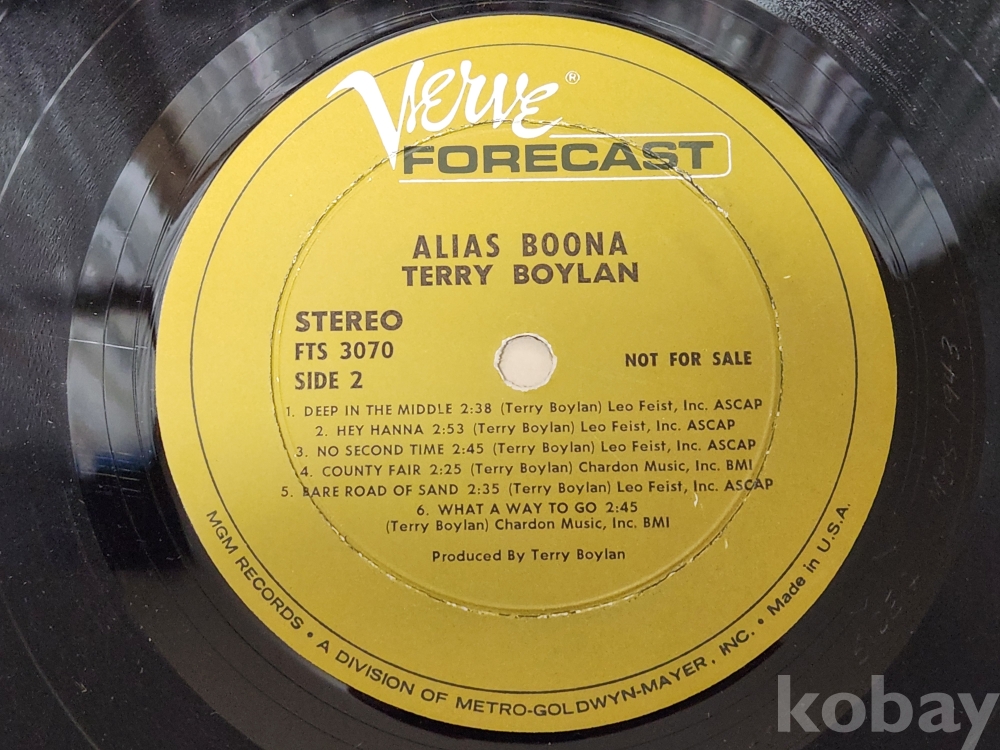 Verve®
FORECAST
ALIAS BOONA
TERRY BOYLAN
STEREO
FTS 3070
SIDE 2
NOT FOR SALE
1. DEEP IN THE MIDDLE 2:38 (Terry Boylan) Leo Feist, Inc. ASCAP
2. HEY HANNA 2:53 (Terry Boylan) Leo Feist, Inc. ASCAP
3. NO SECOND TIME 2:45 (Terry Boylan) Leo Feist, Inc. ASCAP
4. COUNTY FAIR 2:25 (Terry Boylan) Chardon Music, Inc. BMI
5. BARE ROAD OF SAND 2:35 (Terry Boylan) Leo Feist, Inc. ASCAP
6. WHAT A WAY TO GO 2:45
(Terry Boylan) Chardon Music, Inc. BMI
Produced By Terry Boylan
MGM RECORDS • A DIVISION OF METRO-GOLDWYN-MAYER, INC. • Made in U.S.A.
kobay